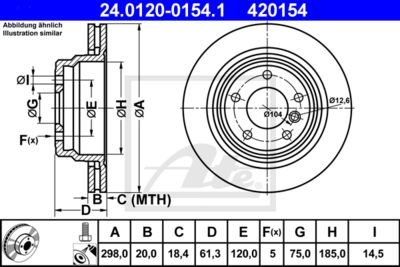 24.0120-0154.1 420154
Abbildung ähnlich
Illustration similar
ØI
ØG
F(x)
ØE
ØH
ØA
B
C (MTH)
D
Ø104
Ø12,6
Ate
®
A B C D E F(x) G H I
298,0 20,0 18,4 61,3 120,0 5 75,0 185,0 14,5